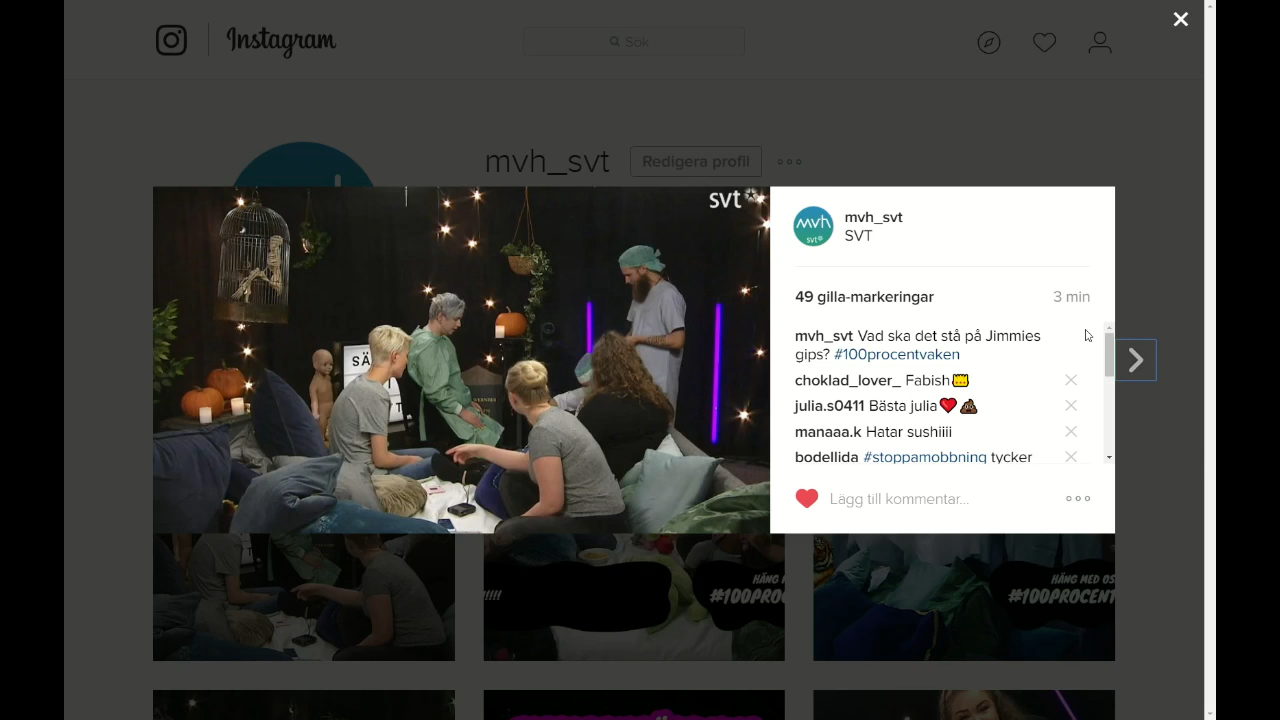 Instagram
Sök
mvh_svt
Redigera profil
svt
SÄ
T
mvh
svt
mvh_svt
SVT
49 gilla-markeringar
3 min
mvh_svt Vad ska det stå på Jimmies
gips? #100procentvaken
choklad_lover_ Fabish
julia.s0411 Bästa julia❤️💩
manaaa.k Hatar sushiiii
bodellida #stoppamobbning tycker
Lägg till kommentar...
!!!!!
HÄNG
#100PROC
HÄNG MED OS
#100PROCENT